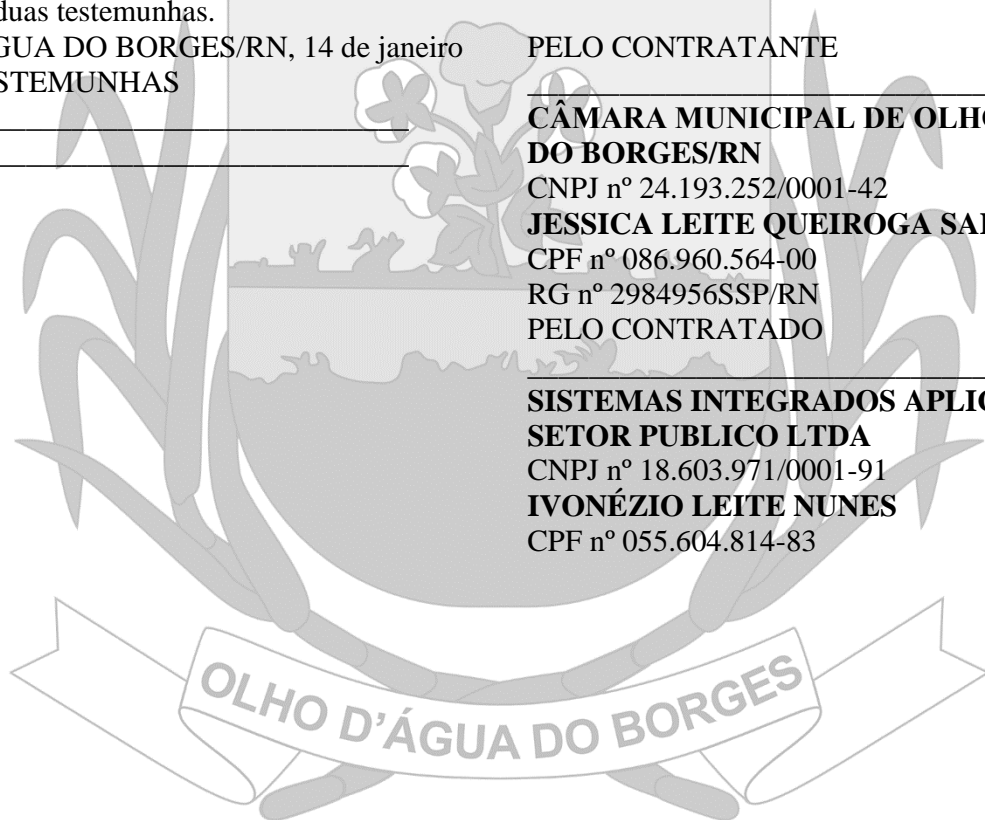 duas testemunhas.
GUA DO BORGES/RN, 14 de janeiro
STEMUNHAS
PELO CONTRATANTE
CÂMARA MUNICIPAL DE OLHO
DO BORGES/RN
CNPJ nº 24.193.252/0001-42
JESSICA LEITE QUEIROGA
CPF nº 086.960.564-00
RG nº 2984956SSP/RN
PELO CONTRATADO
SISTEMAS INTEGRADOS
SETOR PUBLICO LTDA
CNPJ nº 18.603.971/0001-91
IVONÉZIO LEITE NUNES
CPF nº 055.604.814-83
OLHO D'ÁGUA DO BORGES